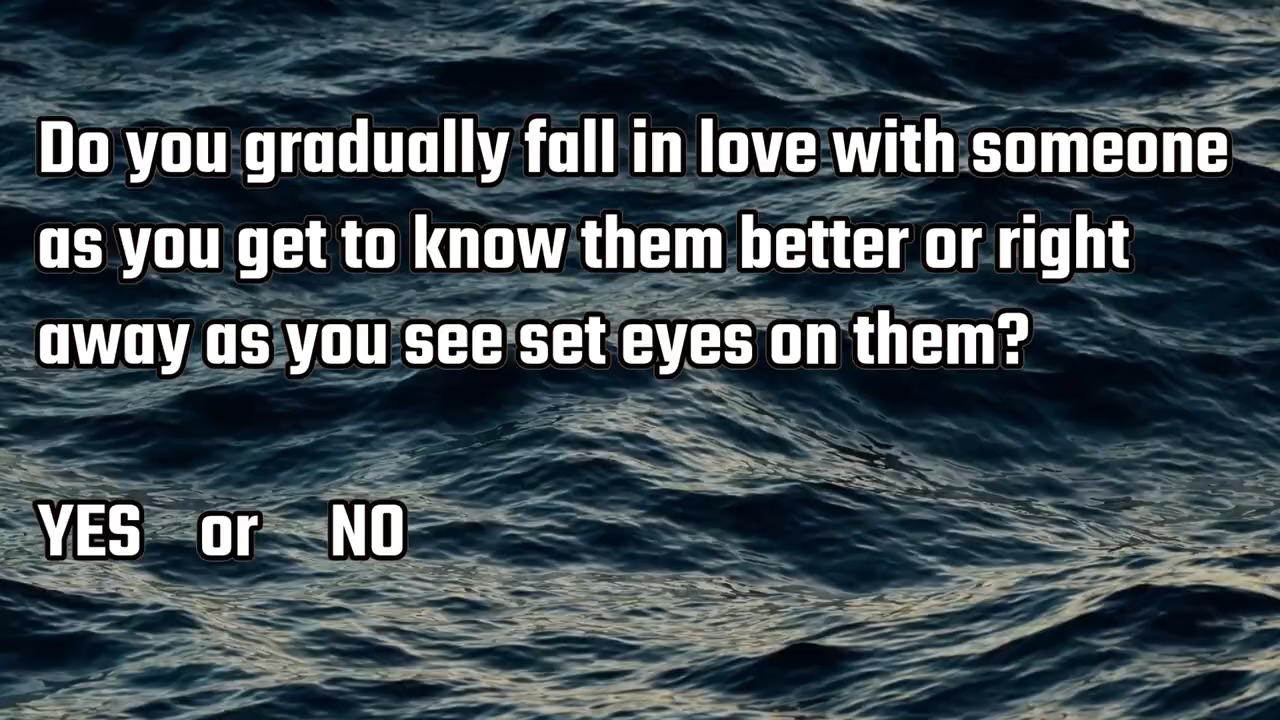 Do you gradually fall in love with someone
as you get to know them better or right
away as you see set eyes on them?
YES or NO